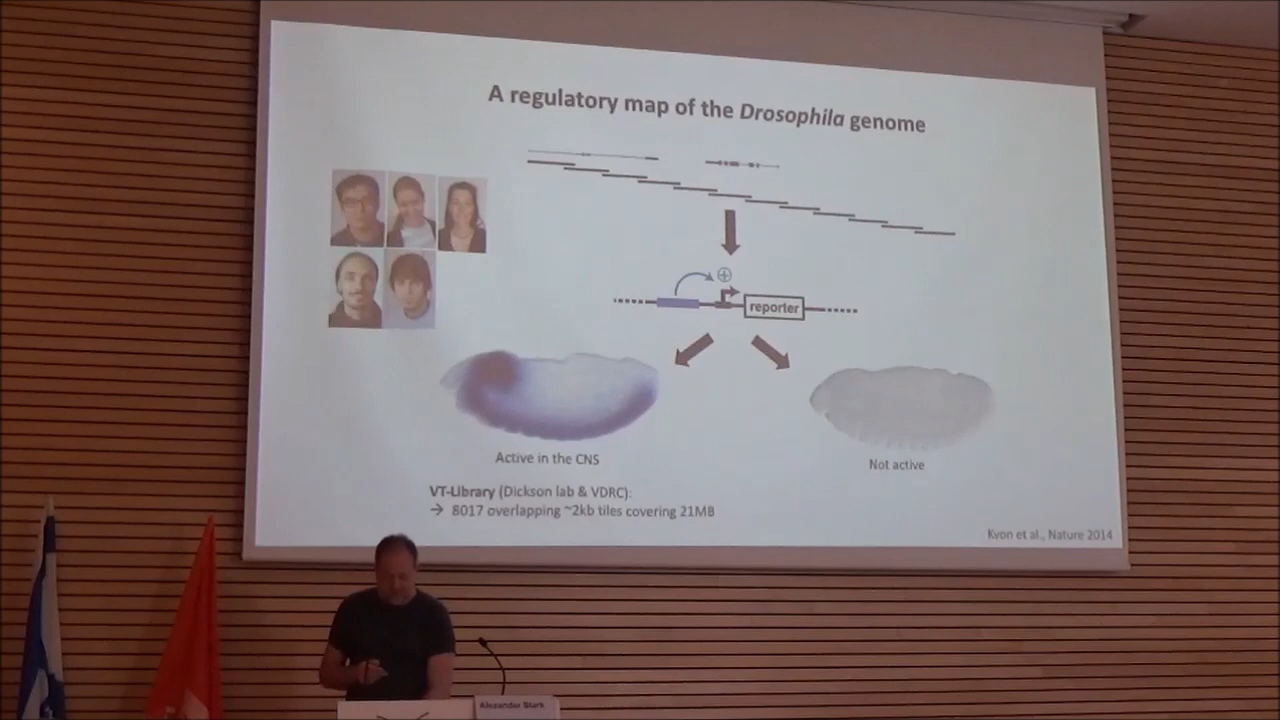 A regulatory map of the Drosophila genome
reporter
Active in the CNS
Not active
VT-Library (Dickson lab & VDRC):
→ 8017 overlapping ~2kb tiles covering 21MB
Kvon et al., Nature 2014
Alexander Stark